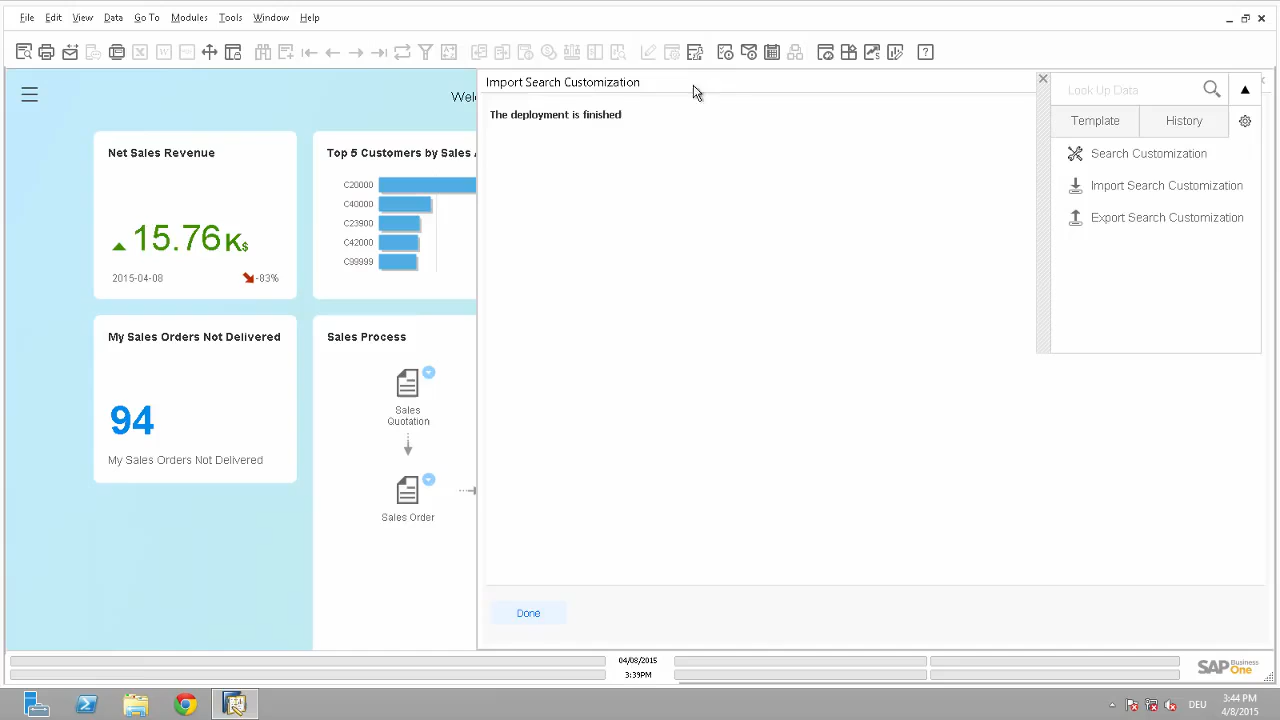 File Edit View Data Go To Modules Tools Window Help
Import Search Customization
The deployment is finished
Look Up Data
Template History
Search Customization
Import Search Customization
Export Search Customization
Wel
Net Sales Revenue
15.76 K$
2015-04-08
-83%
Top 5 Customers by Sales A
C20000
C40000
C23900
C42000
C99999
My Sales Orders Not Delivered
94
My Sales Orders Not Delivered
Sales Process
Sales
Quotation
Sales Order
Done
04/08/2015
3:39PM
SAP Business
One
DEU
3:44 PM
4/8/2015